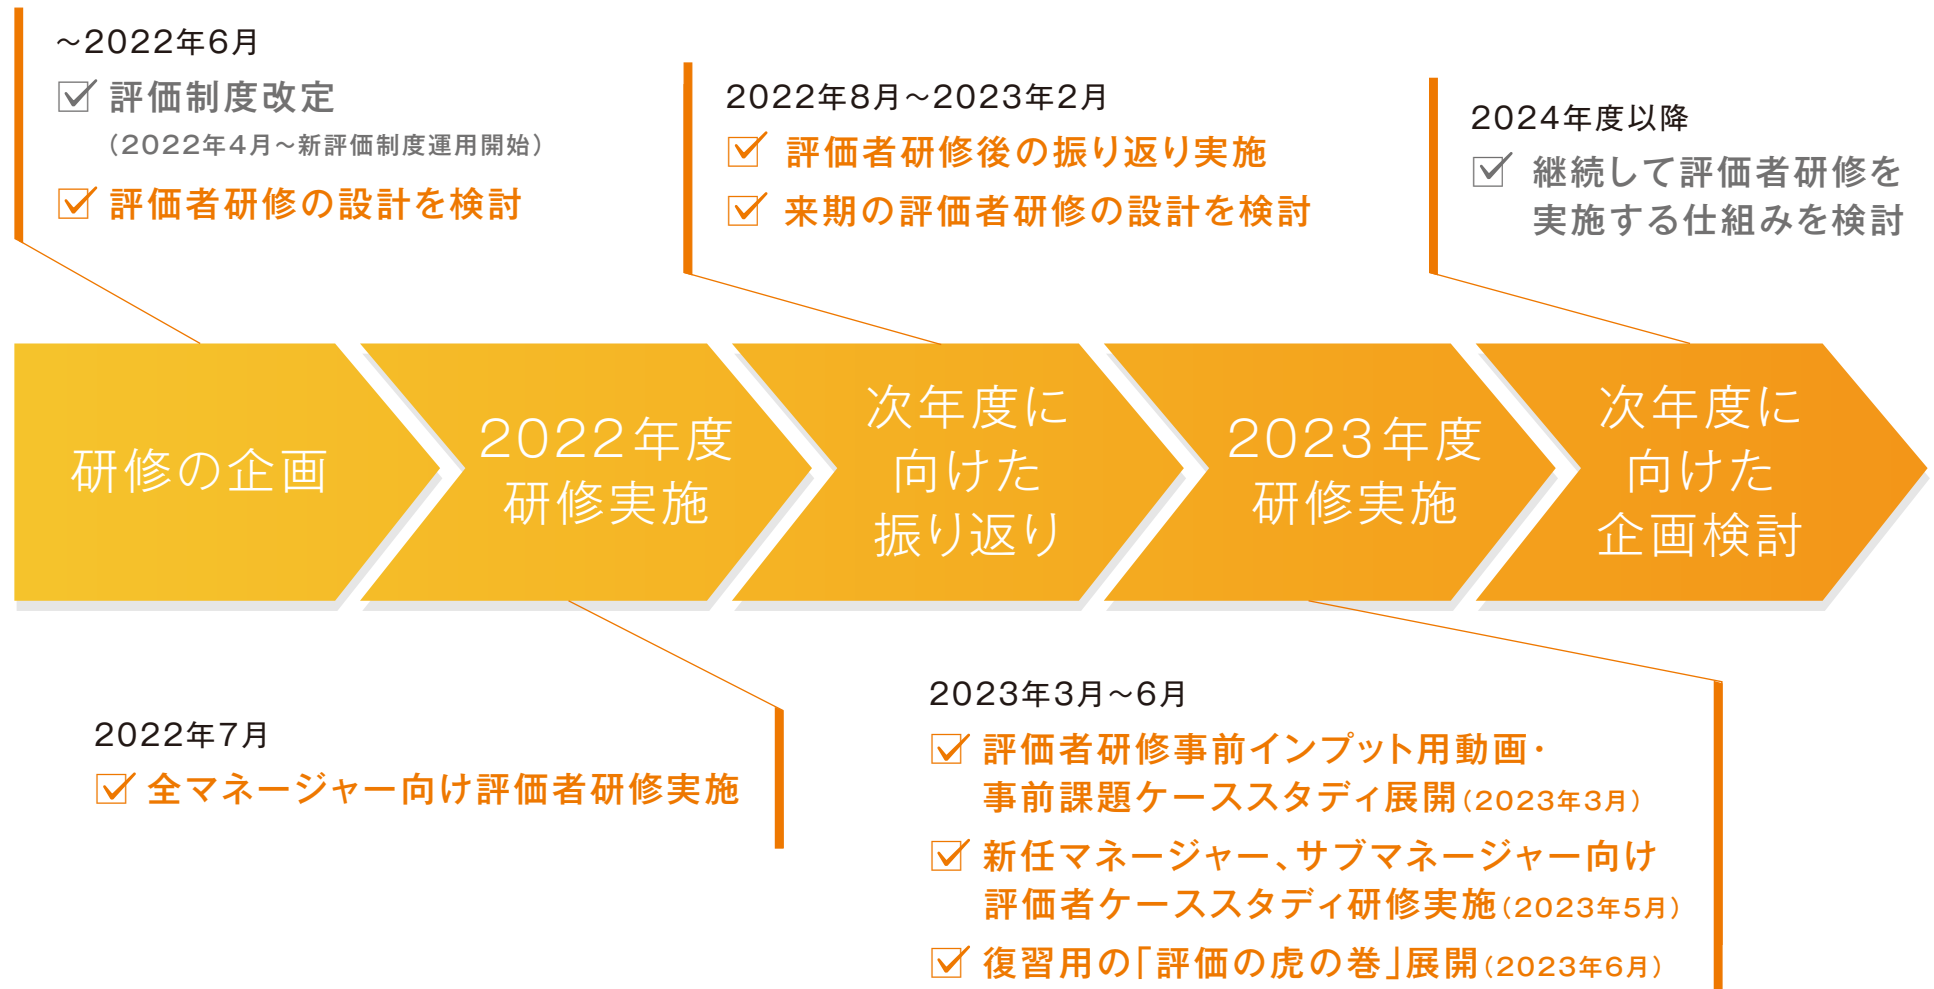 ~2022年6月
評価制度改定
(2022年4月~新評価制度運用開始)
評価者研修の設計を検討
2022年8月~2023年2月
評価者研修後の振り返り実施
来期の評価者研修の設計を検討
2024年度以降
継続して評価者研修を
実施する仕組みを検討
研修の企画
2022年度
研修実施
次年度に
向けた
振り返り
2023年度
研修実施
次年度に
向けた
企画検討
2022年7月
全マネージャー向け評価者研修実施
2023年3月~6月
評価者研修事前インプット用動画・
事前課題ケーススタディ展開(2023年3月)
新任マネージャー、サブマネージャー向け
評価者ケーススタディ研修実施(2023年5月)
復習用の「評価の虎の巻」展開(2023年6月)